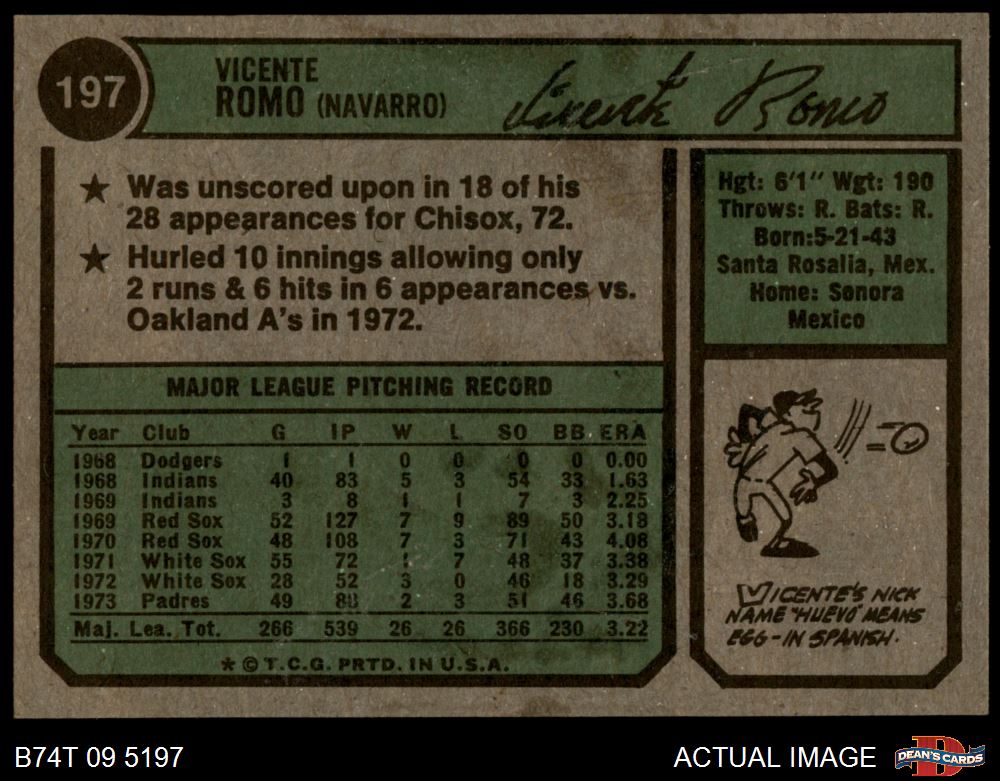 197
VICENTE
ROMO (NAVARRO)
Vicente Romo
★ Was unscored upon in 18 of his
28 appearances for Chisox, 72.
★ Hurled 10 innings allowing only
2 runs & 6 hits in 6 appearances vs.
Oakland A's in 1972.
Hgt: 6'1" Wgt: 190
Throws: R. Bats: R.
Born:5-21-43
Santa Rosalia, Mex.
Home: Sonora
Mexico
MAJOR LEAGUE PITCHING RECORD
Year Club G IP W L SO BB ERA
1968 Dodgers 1 1 0 0 0 0 0.00
1968 Indians 40 83 5 3 54 33 1.63
1969 Indians 3 8 1 1 7 3 2.25
1969 Red Sox 52 127 7 9 89 50 3.18
1970 Red Sox 48 108 7 3 71 43 4.08
1971 White Sox 55 72 1 7 48 37 3.38
1972 White Sox 28 52 3 0 46 18 3.29
1973 Padres 49 88 2 3 51 46 3.68
Maj. Lea. Tot. 266 539 26 26 366 230 3.22
★ © T.C.G. PRTD. IN U.S.A.
VICENTE'S NICK
NAME "HUEVO" MEANS
EGG-IN SPANISH.
B74T 09 5197
ACTUAL IMAGE
D
DEAN'S CARDS